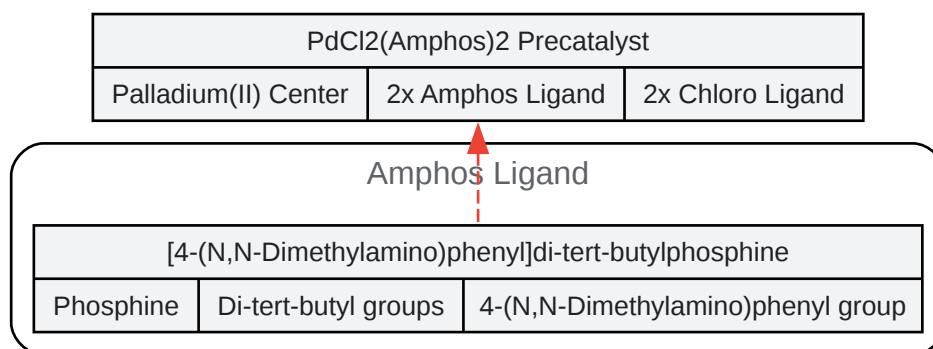 PdCl2(Amphos)2 Precatalyst
Palladium(II) Center 2x Amphos Ligand 2x Chloro Ligand
Amphos Ligand
[4-(N,N-Dimethylamino)phenyl]di-tert-butylphosphine
Phosphine Di-tert-butyl groups 4-(N,N-Dimethylamino)phenyl group